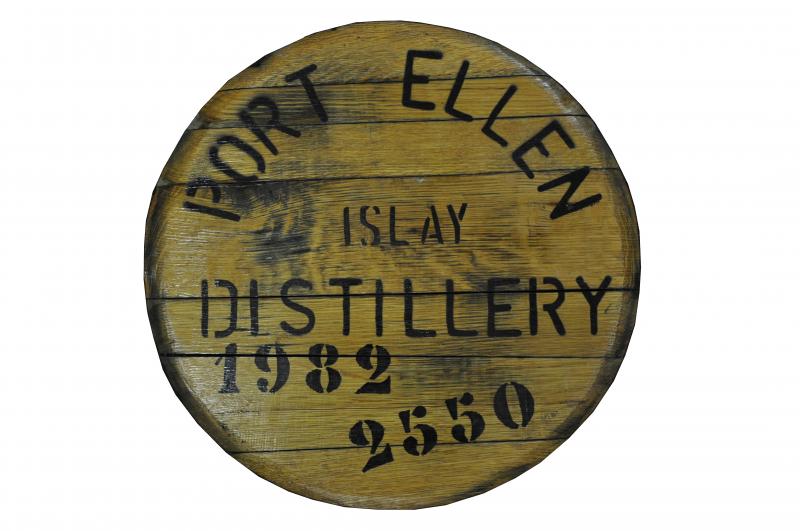 PORT ELLEN
ISLAY
DISTILLERY
1982
2550